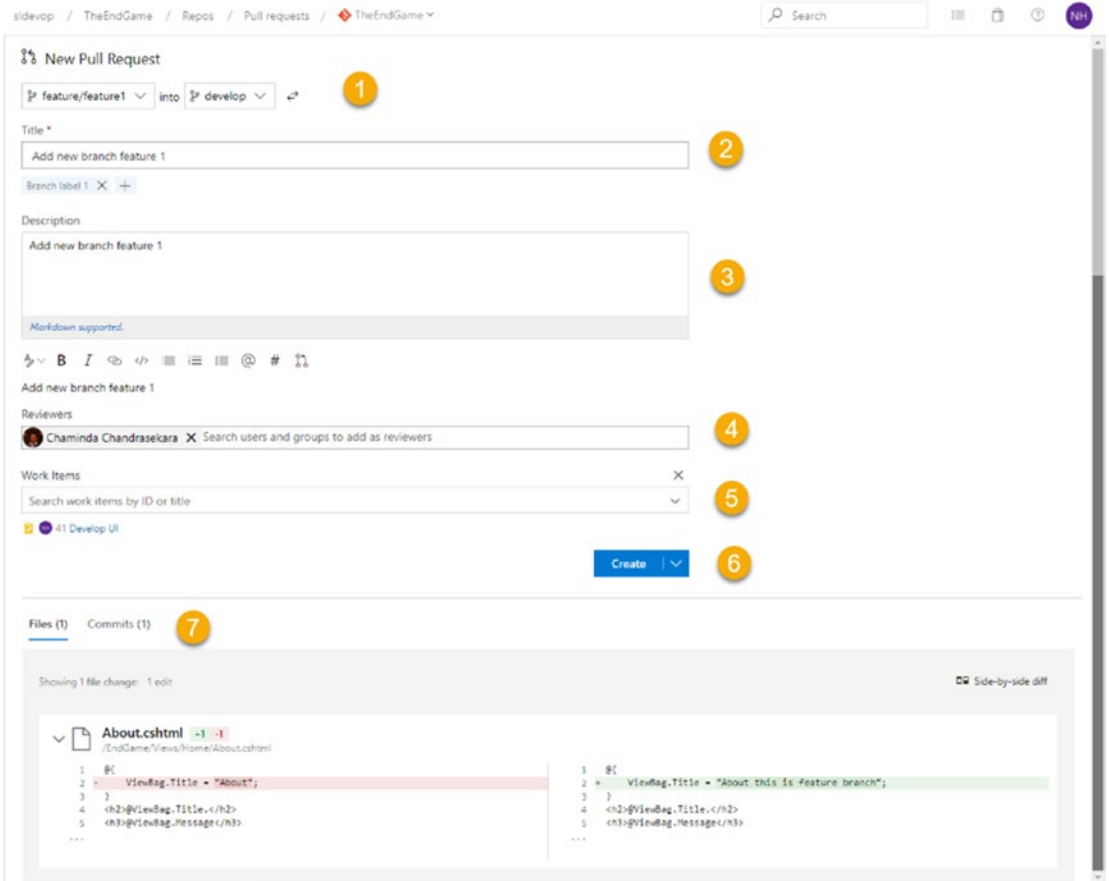 sidevop / TheEndGame / Repos / Pull requests / TheEndGame Search NH
New Pull Request
feature/feature1 into develop 1
Title *
Add new branch feature 1 2
Branch label 1
Description
Add new branch feature 1
3
Markdown supported.
B I </> @ #
Add new branch feature 1
Reviewers
Chaminda Chandrasekara Search users and groups to add as reviewers 4
Work Items
Search work items by ID or title 5
41 Develop UI
Create 6
Files (1) Commits (1) 7
Showing 1 file change: 1 edit Side-by-side diff
About.cshtml +1 -1
/EndGame/Views/Home/About.cshtml
1 @{ 1 @{
2 - ViewBag.Title = "About"; 2 + ViewBag.Title = "About this is feature branch";
3 } 3 }
4 <h2>@ViewBag.Title.</h2> 4 <h2>@ViewBag.Title.</h2>
5 <h3>@ViewBag.Message</h3> 5 <h3>@ViewBag.Message</h3>
... ...